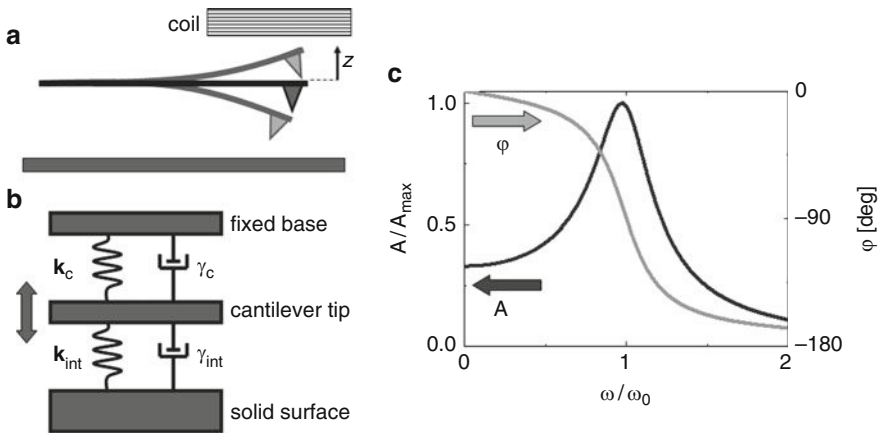 a
coil
z
b
fixed base
k_c
γ_c
cantilever tip
k_int
γ_int
solid surface
c
1.0
0.5
0.0
A/A_max
φ
A
0
−90
−180
φ [deg]
0
1
2
ω/ω_0